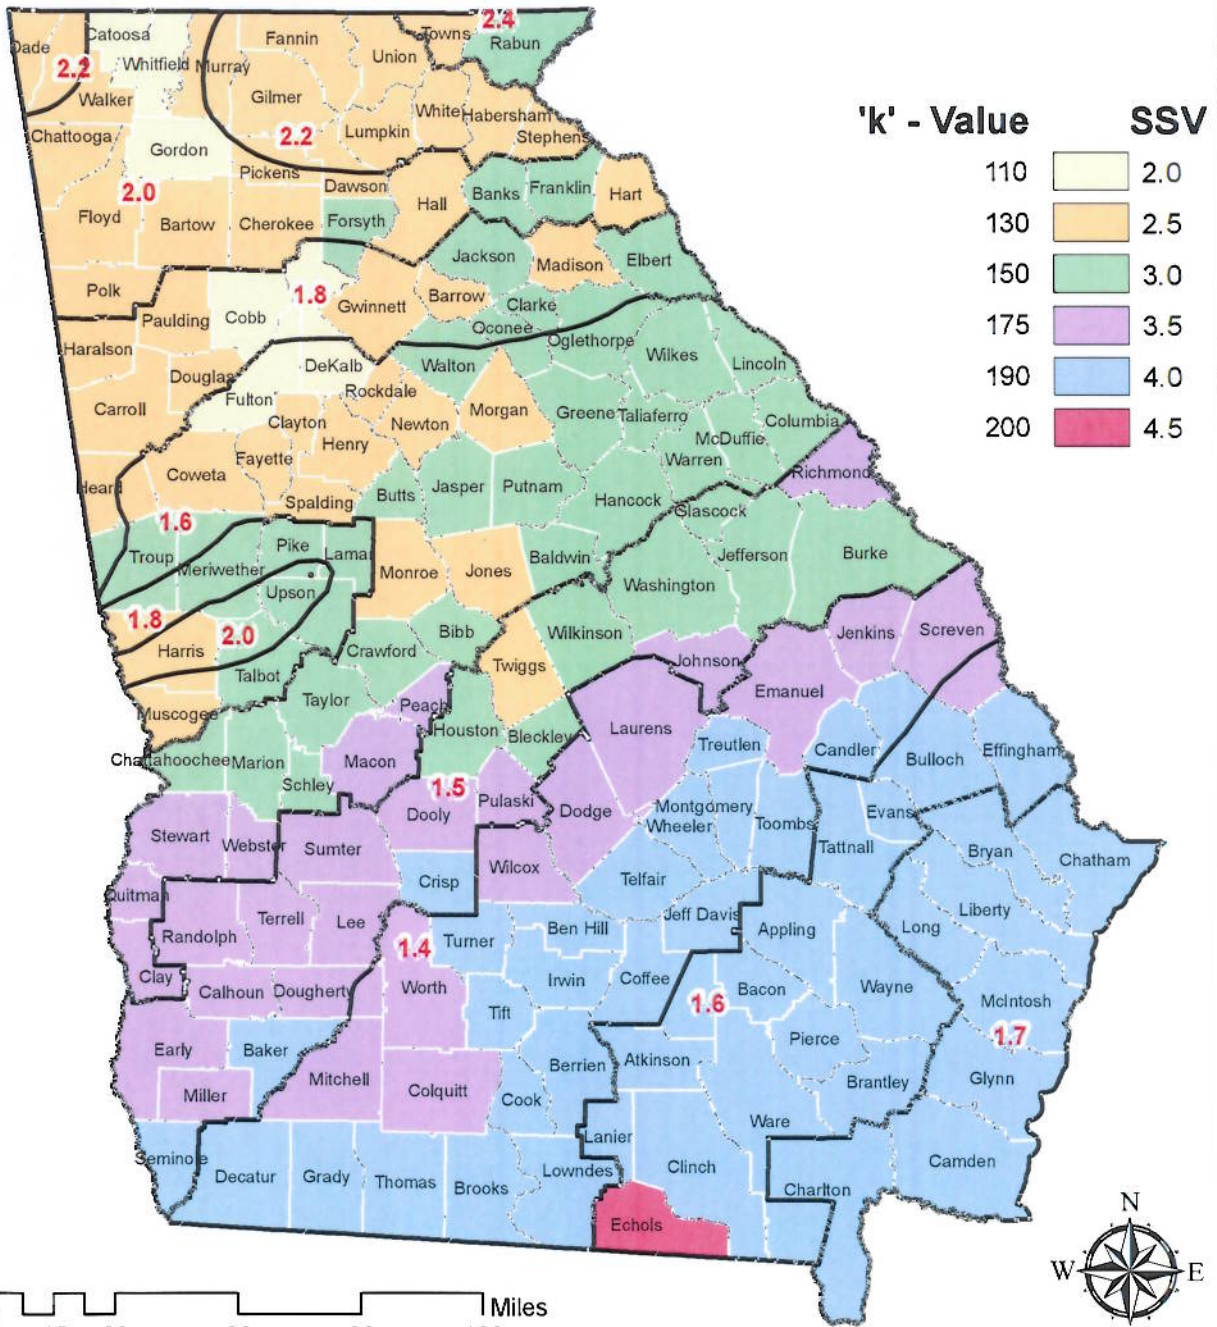 2.4
Dade
Catoosa
Fannin
Towns
Rabun
Union
2.2
Whitfield
Murray
Walker
Gilmer
White
Habersham
Chattooga
2.2
Lumpkin
Stephens
Gordon
Pickens
Dawson
2.0
Banks
Franklin
Hart
Hall
Floyd
Bartow
Cherokee
Forsyth
Jackson
Madison
Elbert
Polk
1.8
Gwinnett
Barrow
Clarke
Paulding
Cobb
Oconee
Oglethorpe
Haralson
DeKalb
Walton
Wilkes
Lincoln
Douglas
Rockdale
Carroll
Fulton
Clayton
Newton
Morgan
Greene
Taliaferro
Columbia
Henry
McDuffie
Fayette
Warren
Heard
Coweta
Richmond
Spalding
Butts
Jasper
Putnam
Hancock
Glascock
1.6
Troup
Meriwether
Pike
Lamar
Monroe
Jones
Baldwin
Jefferson
Burke
Upson
Washington
1.8
2.0
Harris
Bibb
Wilkinson
Jenkins
Screven
Crawford
Twiggs
Johnson
Talbot
Taylor
Peach
Emanuel
Muscogee
Houston
Bleckley
Laurens
Chattahoochee
Marion
Macon
Treutlen
Candler
Bulloch
Effingham
Schley
1.5
Pulaski
Dooly
Dodge
Montgomery
Wheeler
Toombs
Evans
Stewart
Webster
Sumter
Tattnall
Bryan
Chatham
Wilcox
Crisp
Telfair
Quitman
Terrell
Lee
Jeff Davis
Liberty
Randolph
1.4
Turner
Ben Hill
Appling
Long
Clay
Calhoun
Dougherty
Worth
Irwin
Coffee
Bacon
Wayne
McIntosh
1.6
Tift
1.7
Early
Baker
Pierce
Berrien
Atkinson
Miller
Mitchell
Colquitt
Cook
Brantley
Glynn
Ware
Lanier
Seminole
Decatur
Grady
Thomas
Brooks
Lowndes
Clinch
Charlton
Camden
Echols
'k' - Value SSV
110 2.0
130 2.5
150 3.0
175 3.5
190 4.0
200 4.5
N
W E
Miles